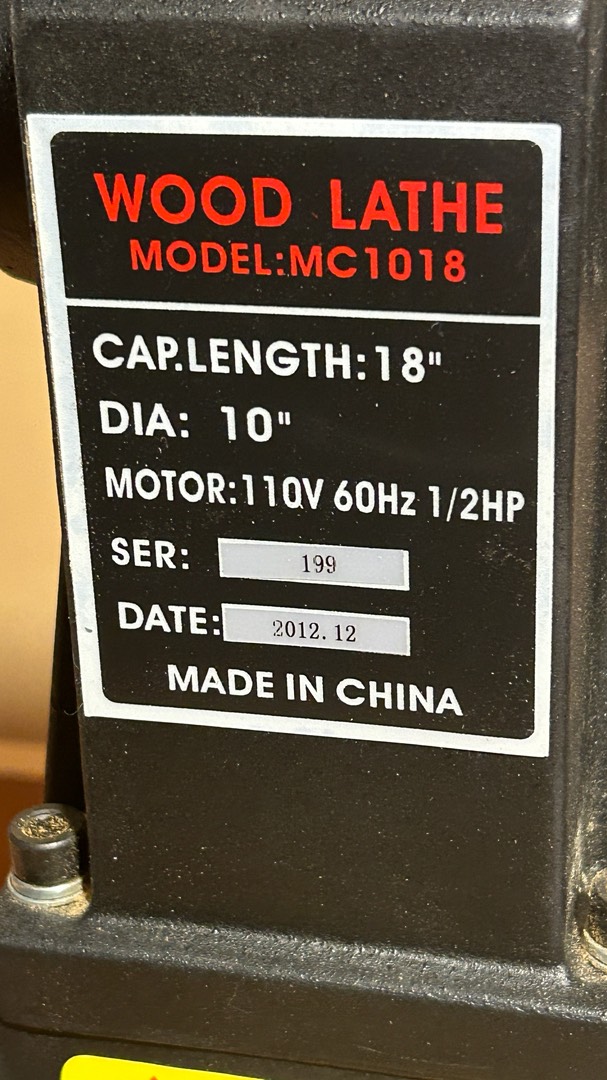 WOOD LATHE
MODEL:MC1018
CAP.LENGTH:18"
DIA: 10"
MOTOR:110V 60Hz 1/2HP
SER: 199
DATE: 2012.12
MADE IN CHINA